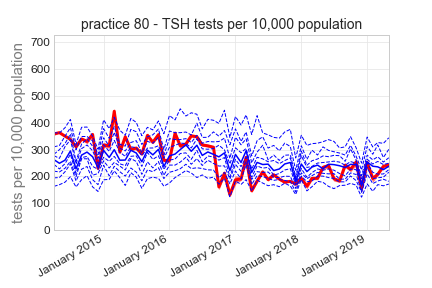 practice 80 - TSH tests per 10,000 population
tests per 10,000 population
700
600
500
400
300
200
100
0
January 2015
January 2016
January 2017
January 2018
January 2019